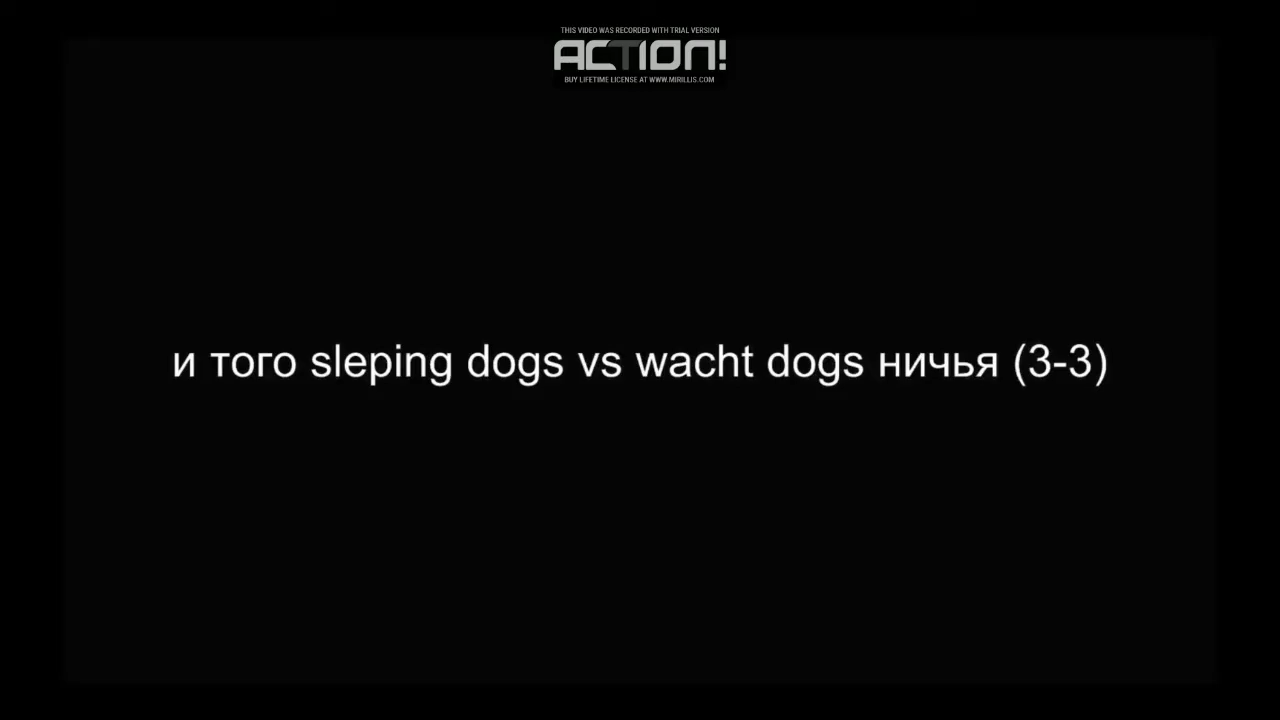 THIS VIDEO WAS RECORDED WITH TRIAL VERSION
ACTION!
BUY LIFETIME LICENSE AT WWW.MIRILLIS.COM
и того sleping dogs vs wacht dogs ничья (3-3)